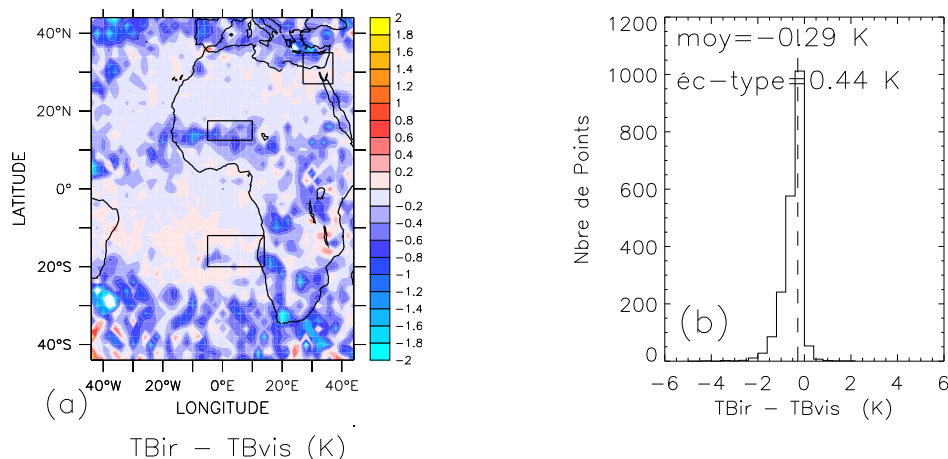 40°N
20°N
0°
20°S
40°S
LATITUDE
40°W
20°W
0°E
20°E
40°E
LONGITUDE
(a)
TBir − TBvis (K)
2
1.8
1.6
1.4
1.2
1
0.8
0.6
0.4
0.2
0
−0.2
−0.4
−0.6
−0.8
−1
−1.2
−1.4
−1.6
−1.8
−2
1200
1000
800
600
400
200
0
Nbre de Points
moy=−0.29 K
éc−type=0.44 K
(b)
−6 −4 −2 0 2 4 6
TBir − TBvis (K)